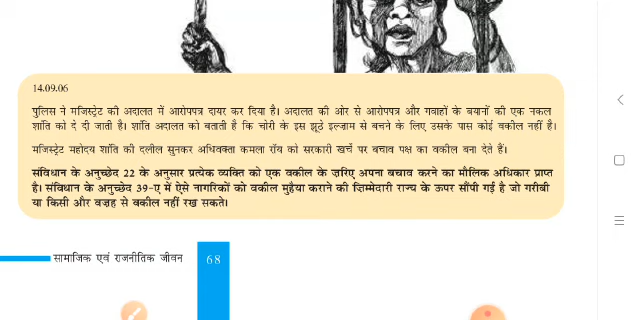 14.09.06
पुलिस ने मजिस्ट्रेट की अदालत में आरोपपत्र दायर कर दिया है। अदालत की ओर से आरोपपत्र और गवाहों के बयानों की एक नकल
शांति को दे दी जाती है। शांति अदालत को बताती है कि चोरी के इस झूठे इल्ज़ाम से बचने के लिए उसके पास कोई वकील नहीं है।
मजिस्ट्रेट महोदय शांति की दलील सुनकर अधिवक्ता कमला रॉय को सरकारी खर्चे पर बचाव पक्ष का वकील बना देते हैं।
संविधान के अनुच्छेद 22 के अनुसार प्रत्येक व्यक्ति को एक वकील के ज़रिए अपना बचाव करने का मौलिक अधिकार प्राप्त
है। संविधान के अनुच्छेद 39-ए में ऐसे नागरिकों को वकील मुहैया कराने की ज़िम्मेदारी राज्य के ऊपर सौंपी गई है जो गरीबी
या किसी और वज़ह से वकील नहीं रख सकते।
सामाजिक एवं राजनीतिक जीवन 68